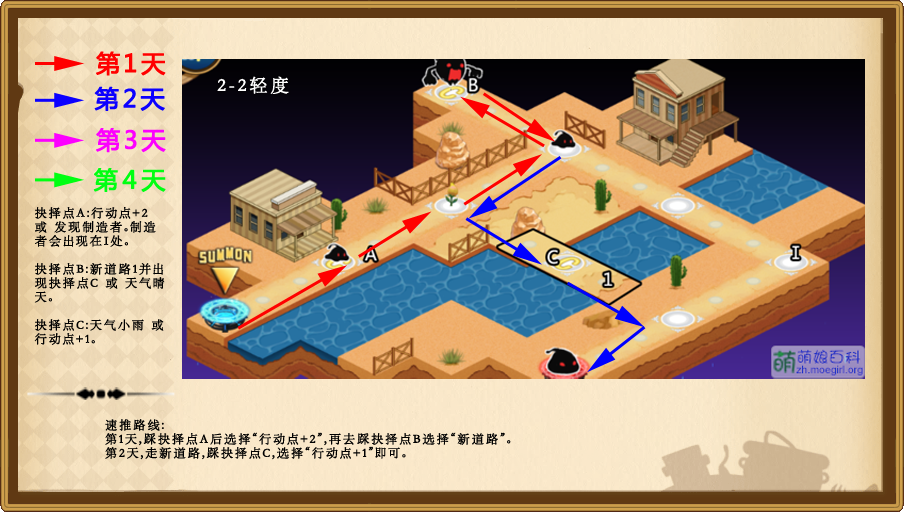 第1天
第2天
第3天
第4天
抉择点A:行动点+2
或 发现制造者。制造
者会出现在I处。
抉择点B:新道路1并出
现抉择点C 或 天气晴
天。
抉择点C:天气小雨 或
行动点+1。
2-2轻度
B
A
SUMMON
C
1
I
萌娘百科
zh.moegirl.org
速推路线:
第1天,踩抉择点A后选择“行动点+2”,再去踩抉择点B选择“新道路”。
第2天,走新道路,踩抉择点C,选择“行动点+1”即可。